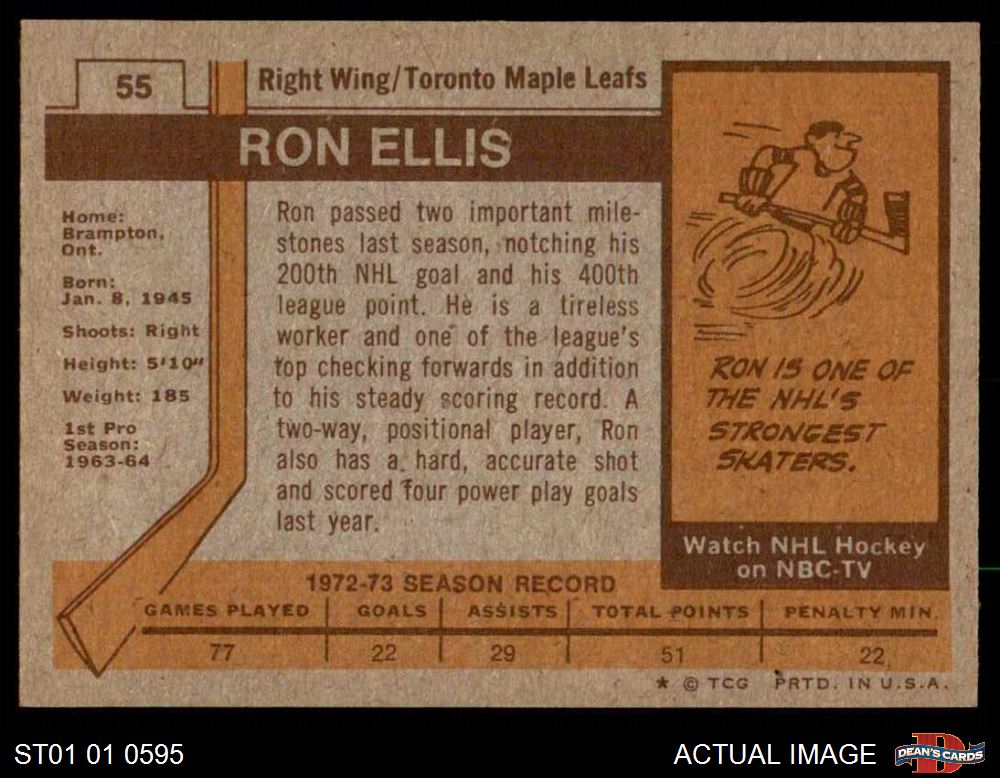 55
Right Wing/Toronto Maple Leafs
RON ELLIS
Home:
Brampton,
Ont.
Born:
Jan. 8, 1945
Shoots: Right
Height: 5'10"
Weight: 185
1st Pro
Season:
1963-64
Ron passed two important mile-
stones last season, notching his
200th NHL goal and his 400th
league point. He is a tireless
worker and one of the league's
top checking forwards in addition
to his steady scoring record. A
two-way, positional player, Ron
also has a hard, accurate shot
and scored four power play goals
last year.
RON IS ONE OF
THE NHL'S
STRONGEST
SKATERS.
Watch NHL Hockey
on NBC-TV
1972-73 SEASON RECORD
GAMES PLAYED GOALS ASSISTS TOTAL POINTS PENALTY MIN.
77 22 29 51 22
* © TCG PRTD. IN U.S.A.
ST01 01 0595
ACTUAL IMAGE
D
DEAN'S CARDS